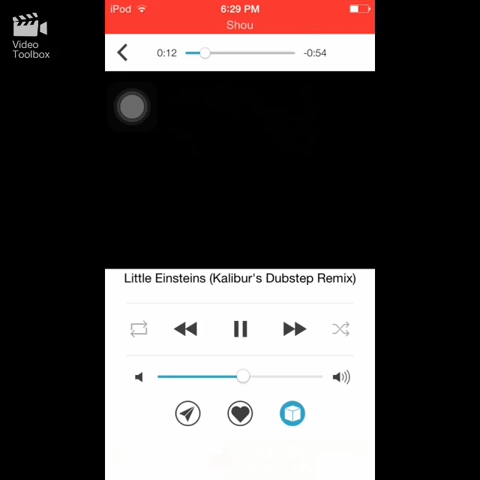 iPod 6:29 PM
Shou
Video
Toolbox
0:12 -0:54
Little Einsteins (Kalibur's Dubstep Remix)